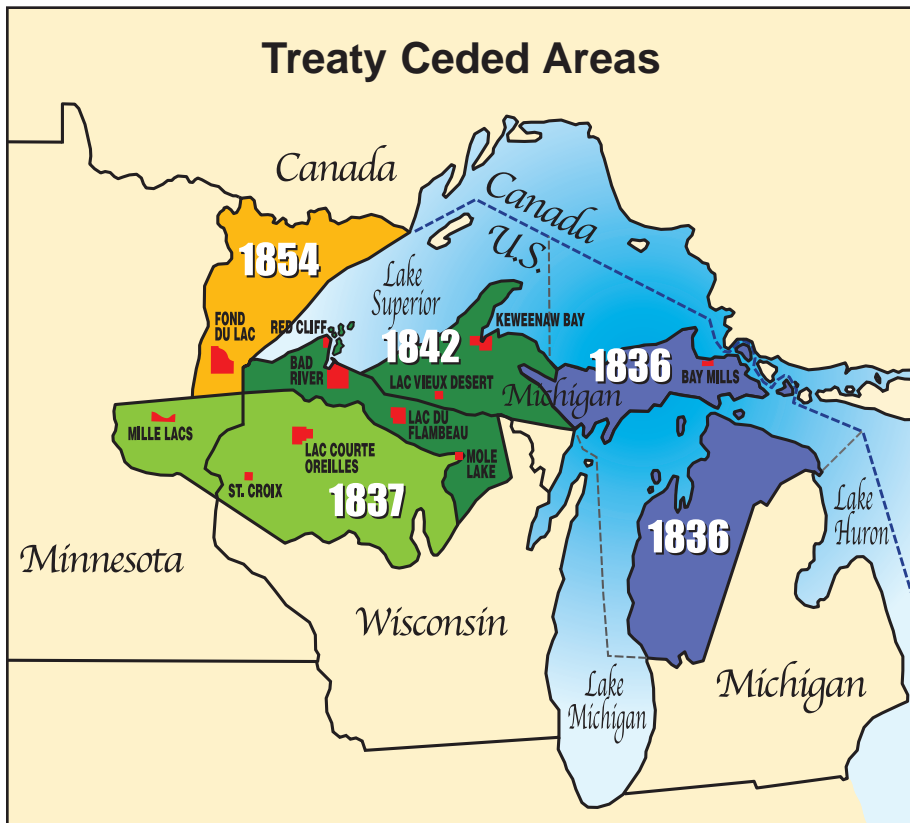 Treaty Ceded Areas
Canada
Canada
U.S.
1854
Lake
Superior
FOND
DU LAC
RED CLIFF
KEWEENAW BAY
1842
BAD
RIVER
LAC VIEUX DESERT
Michigan
1836
BAY MILLS
MILLE LACS
LAC DU
FLAMBEAU
LAC COURTE
OREILLES
MOLE
LAKE
ST. CROIX
1837
1836
Lake
Huron
Minnesota
Wisconsin
Lake
Michigan
Michigan